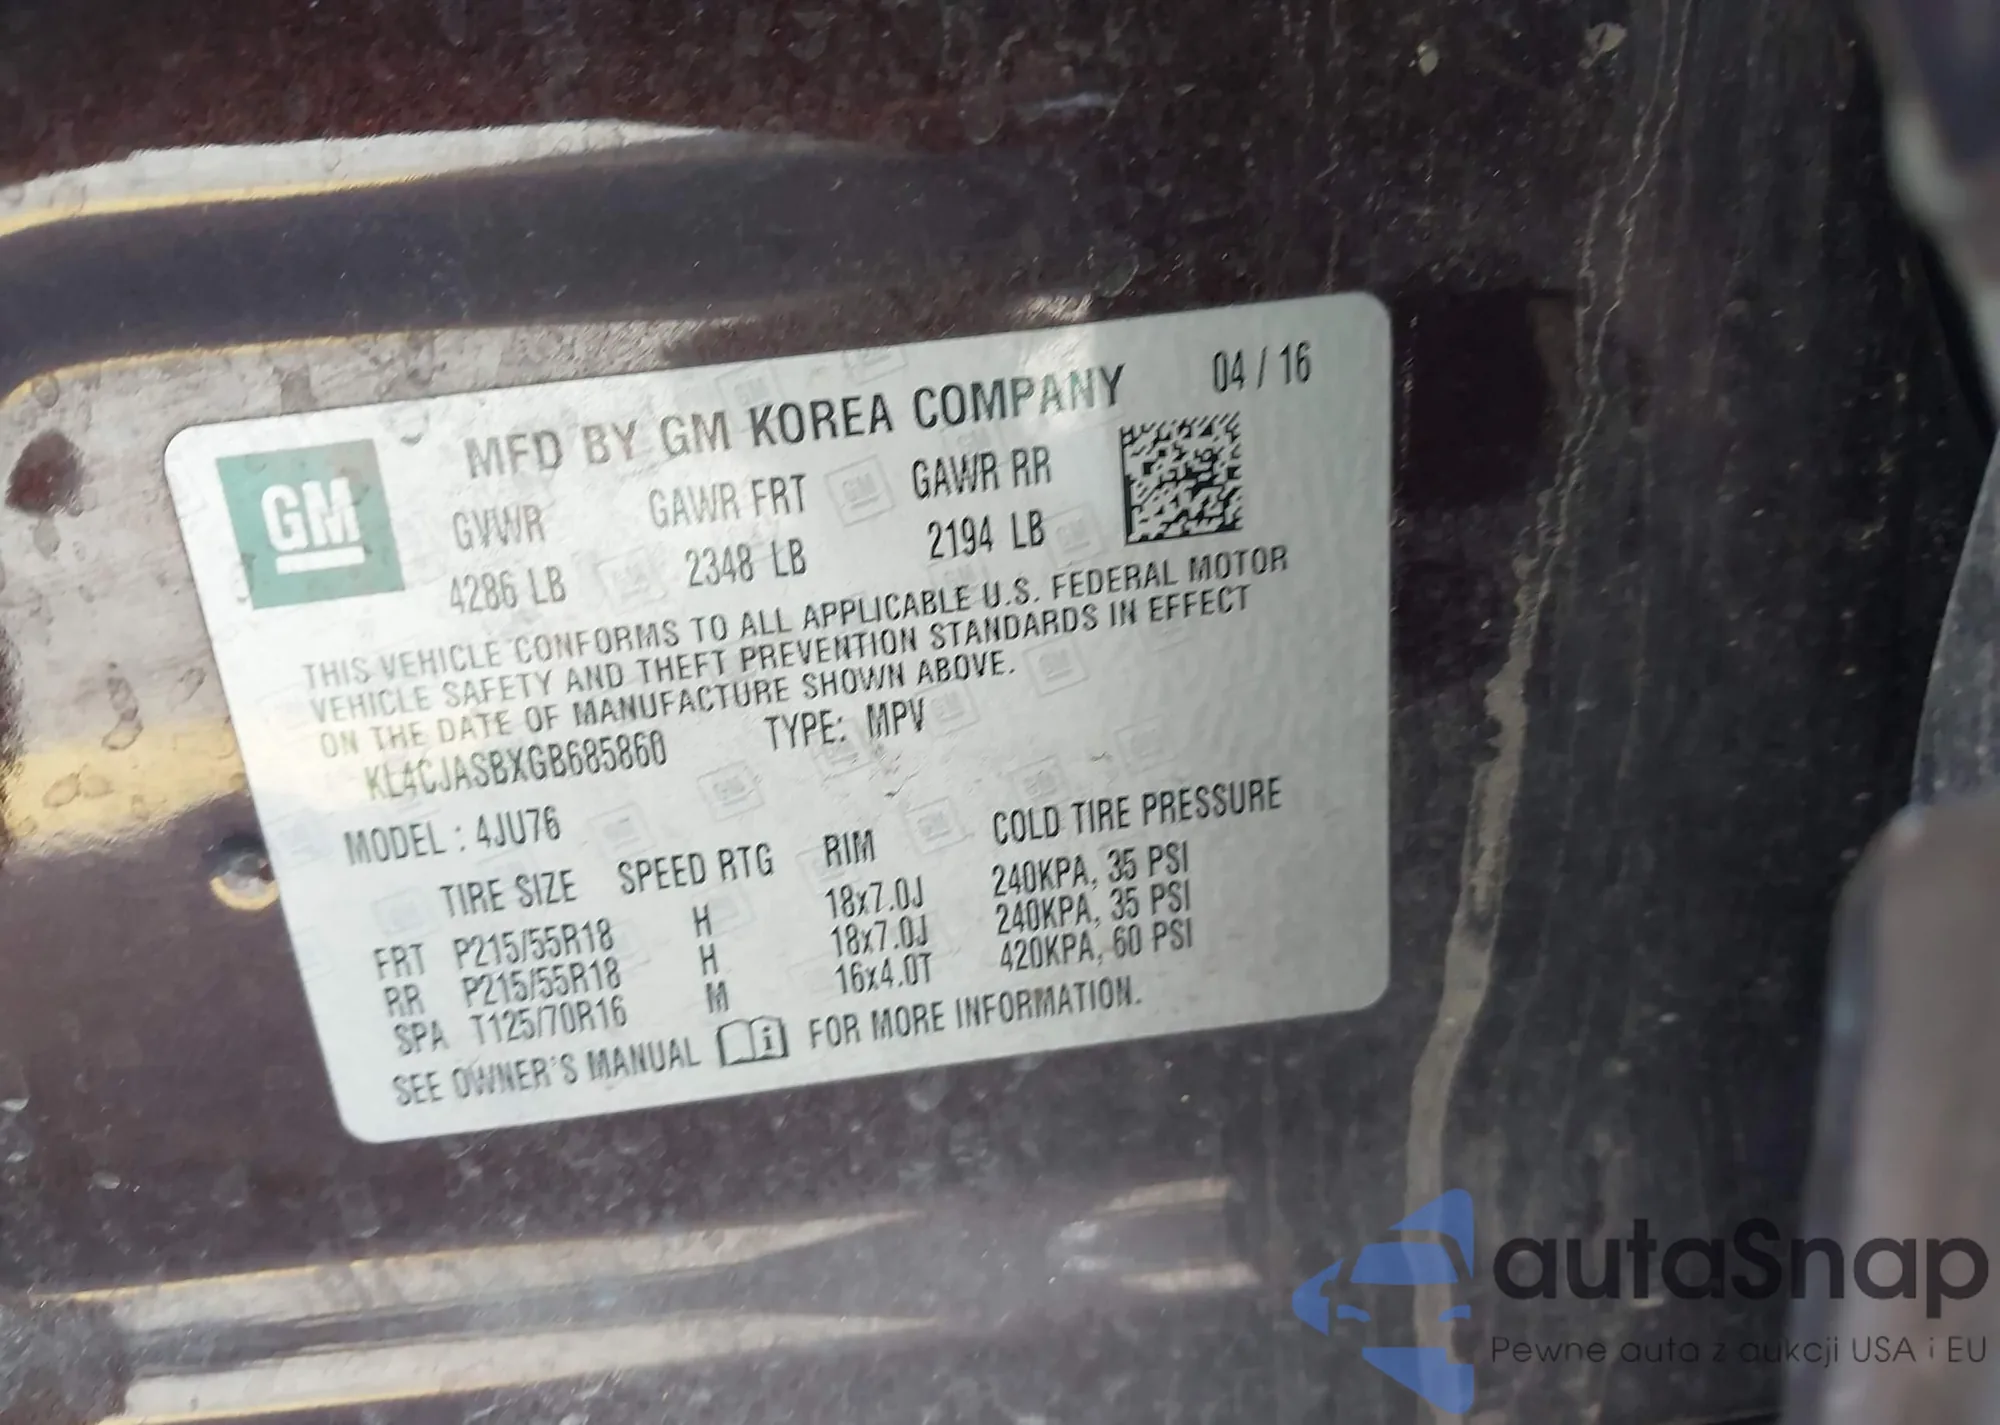 MFD BY GM KOREA COMPANY 04 / 16
GM
GVWR GAWR FRT GAWR RR
4286 LB 2348 LB 2194 LB
THIS VEHICLE CONFORMS TO ALL APPLICABLE U.S. FEDERAL MOTOR
VEHICLE SAFETY AND THEFT PREVENTION STANDARDS IN EFFECT
ON THE DATE OF MANUFACTURE SHOWN ABOVE.
KL4CJASBXGB685860 TYPE: MPV
MODEL : 4JU76
TIRE SIZE SPEED RTG RIM COLD TIRE PRESSURE
FRT P215/55R18 H 18x7.0J 240KPA, 35 PSI
RR P215/55R18 H 18x7.0J 240KPA, 35 PSI
SPA T125/70R16 M 16x4.0T 420KPA, 60 PSI
SEE OWNER'S MANUAL i FOR MORE INFORMATION.
autaSnap
Pewne auta z aukcji USA i EU